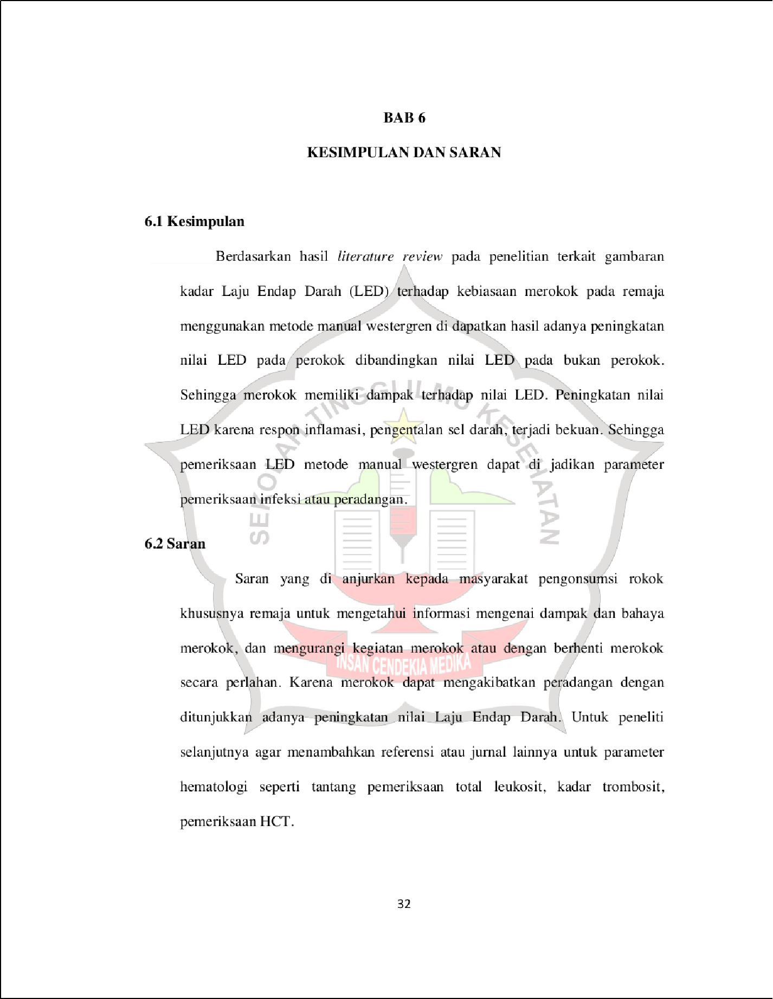 BAB 6
KESIMPULAN DAN SARAN
6.1 Kesimpulan
Berdasarkan hasil literature review pada penelitian terkait gambaran
kadar Laju Endap Darah (LED) terhadap kebiasaan merokok pada remaja
menggunakan metode manual westergren di dapatkan hasil adanya peningkatan
nilai LED pada perokok dibandingkan nilai LED pada bukan perokok.
Sehingga merokok memiliki dampak terhadap nilai LED. Peningkatan nilai
LED karena respon inflamasi, pengentalan sel darah, terjadi bekuan. Sehingga
pemeriksaan LED metode manual westergren dapat di jadikan parameter
pemeriksaan infeksi atau peradangan.
6.2 Saran
Saran yang di anjurkan kepada masyarakat pengonsumsi rokok
khususnya remaja untuk mengetahui informasi mengenai dampak dan bahaya
merokok, dan mengurangi kegiatan merokok atau dengan berhenti merokok
secara perlahan. Karena merokok dapat mengakibatkan peradangan dengan
ditunjukkan adanya peningkatan nilai Laju Endap Darah. Untuk peneliti
selanjutnya agar menambahkan referensi atau jurnal lainnya untuk parameter
hematologi seperti tantang pemeriksaan total leukosit, kadar trombosit,
pemeriksaan HCT.
SEKOLAH TINGGI ILMU KESEHATAN
INSAN CENDEKIA MEDIKA
32